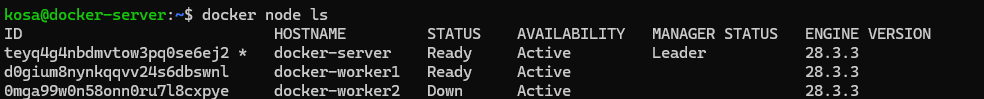 kosa@docker-server:~$ docker node ls
ID HOSTNAME STATUS AVAILABILITY MANAGER STATUS ENGINE VERSION
teyq4g4nbdmvtow3pq0se6ej2 * docker-server Ready Active Leader 28.3.3
d0gium8nynkqqvv24s6dbswnl docker-worker1 Ready Active 28.3.3
0mga99w0n58onn0ru7l8cxpye docker-worker2 Down Active 28.3.3